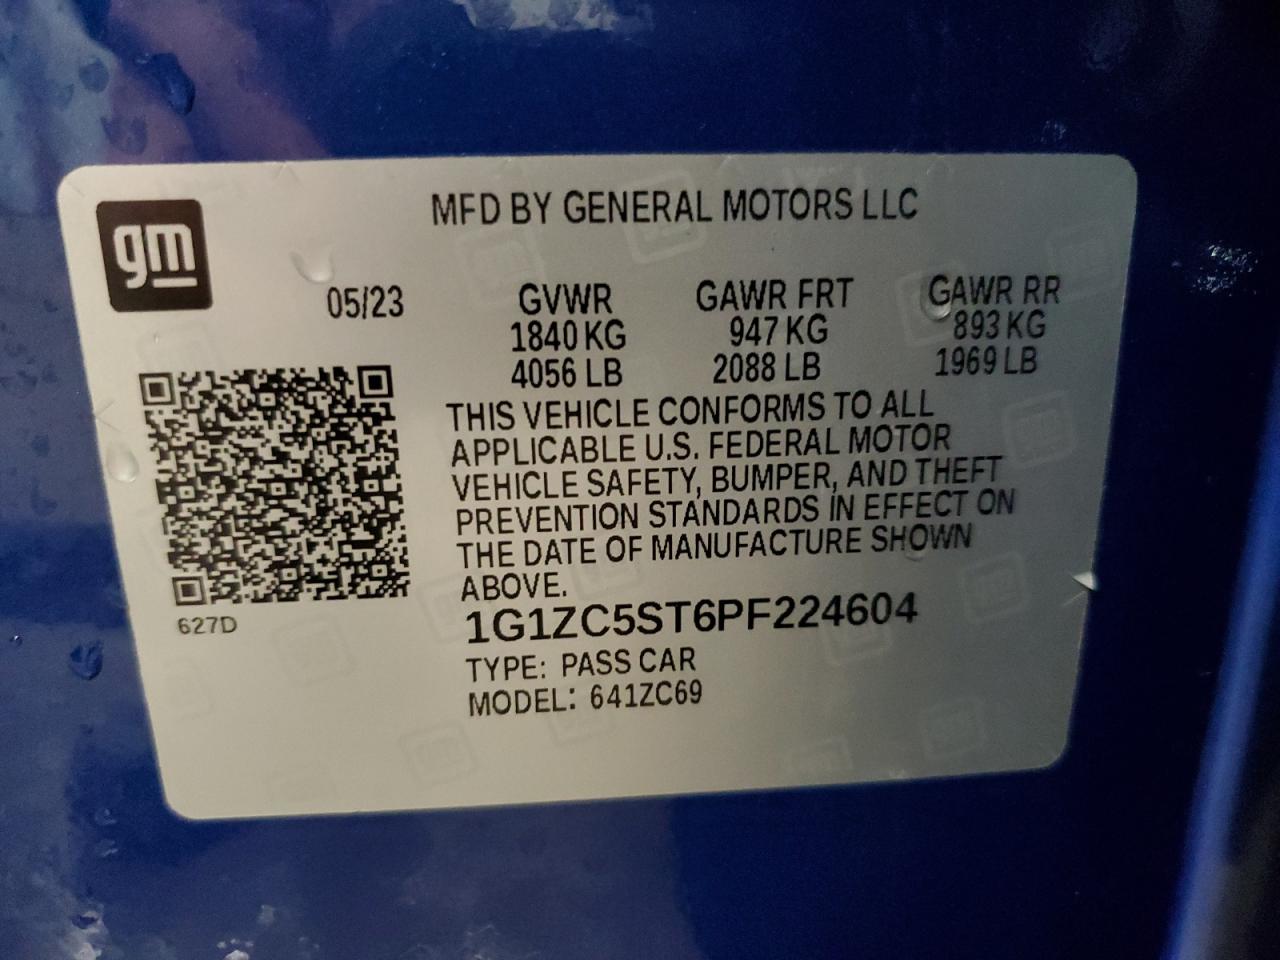 MFD BY GENERAL MOTORS LLC
gm
05/23 GVWR GAWR FRT GAWR RR
1840 KG 947 KG 893 KG
4056 LB 2088 LB 1969 LB
THIS VEHICLE CONFORMS TO ALL
APPLICABLE U.S. FEDERAL MOTOR
VEHICLE SAFETY, BUMPER, AND THEFT
PREVENTION STANDARDS IN EFFECT ON
THE DATE OF MANUFACTURE SHOWN
ABOVE.
627D
1G1ZC5ST6PF224604
TYPE: PASS CAR
MODEL: 641ZC69